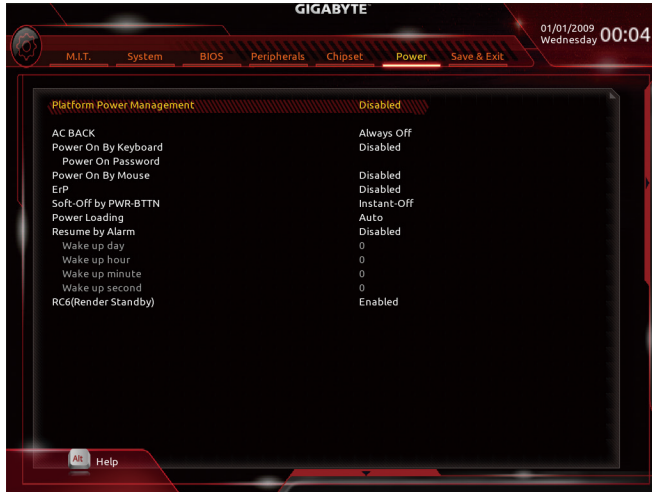 GIGABYTE™
01/01/2009
Wednesday 00:04
M.I.T. System BIOS Peripherals Chipset Power Save & Exit
Platform Power Management Disabled
AC BACK Always Off
Power On By Keyboard Disabled
Power On Password
Power On By Mouse Disabled
ErP Disabled
Soft-Off by PWR-BTTN Instant-Off
Power Loading Auto
Resume by Alarm Disabled
Wake up day 0
Wake up hour 0
Wake up minute 0
Wake up second 0
RC6(Render Standby) Enabled
Alt Help